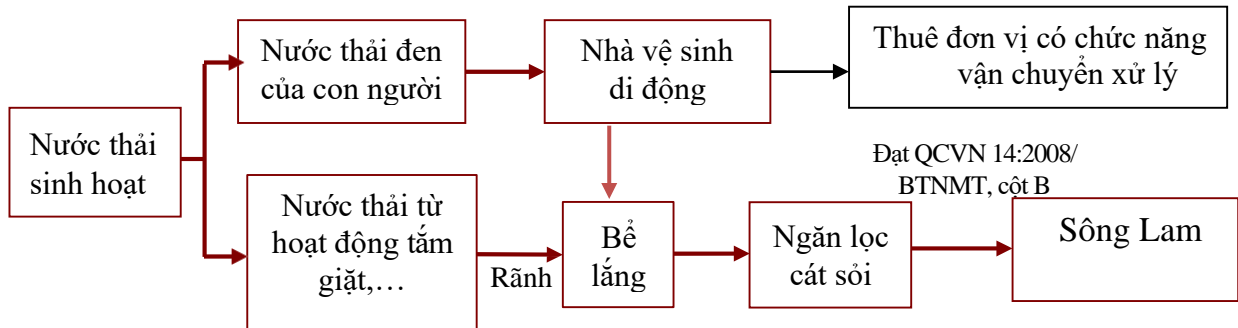 Nước thải
sinh hoạt
Nước thải đen
của con người
Nhà vệ sinh
di động
Thuê đơn vị có chức năng
vận chuyển xử lý
Nước thải từ
hoạt động tắm
giặt,…
Rãnh
Bể
lắng
Ngăn lọc
cát sỏi
Đạt QCVN 14:2008/
BTNMT, cột B
Sông Lam